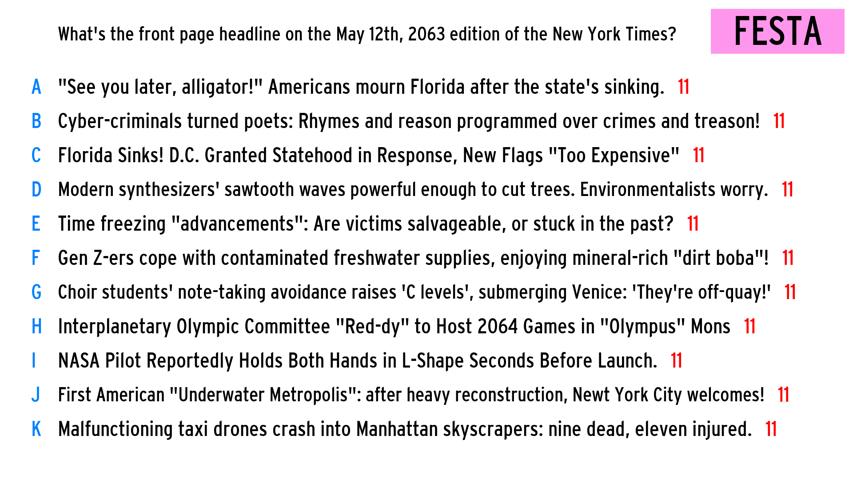 What's the front page headline on the May 12th, 2063 edition of the New York Times?
FESTA
A "See you later, alligator!" Americans mourn Florida after the state's sinking. 11
B Cyber-criminals turned poets: Rhymes and reason programmed over crimes and treason! 11
C Florida Sinks! D.C. Granted Statehood in Response, New Flags "Too Expensive" 11
D Modern synthesizers' sawtooth waves powerful enough to cut trees. Environmentalists worry. 11
E Time freezing "advancements": Are victims salvageable, or stuck in the past? 11
F Gen Z-ers cope with contaminated freshwater supplies, enjoying mineral-rich "dirt boba"! 11
G Choir students' note-taking avoidance raises 'C levels', submerging Venice: 'They're off-quay!' 11
H Interplanetary Olympic Committee "Red-dy" to Host 2064 Games in "Olympus" Mons 11
I NASA Pilot Reportedly Holds Both Hands in L-Shape Seconds Before Launch. 11
J First American "Underwater Metropolis": after heavy reconstruction, Newt York City welcomes! 11
K Malfunctioning taxi drones crash into Manhattan skyscrapers: nine dead, eleven injured. 11